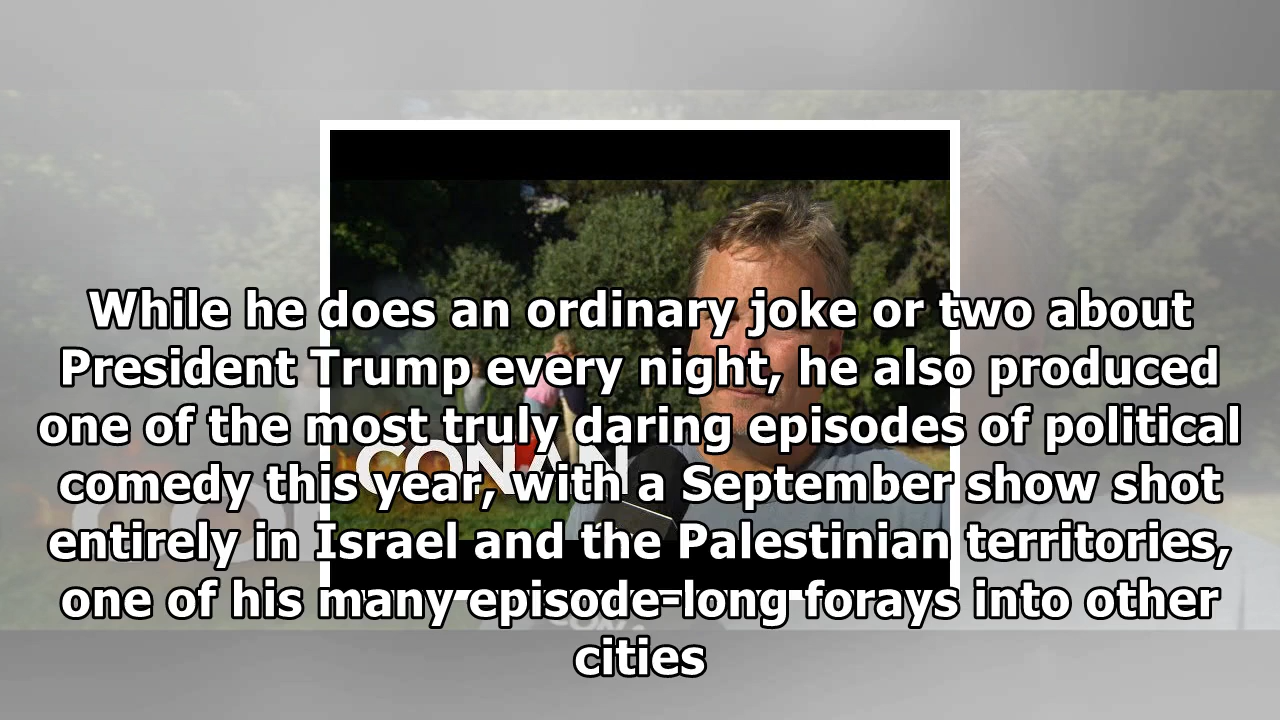 While he does an ordinary joke or two about
President Trump every night, he also produced
one of the most truly daring episodes of political
comedy this year, with a September show shot
entirely in Israel and the Palestinian territories,
one of his many episode-long forays into other
cities
CONAN